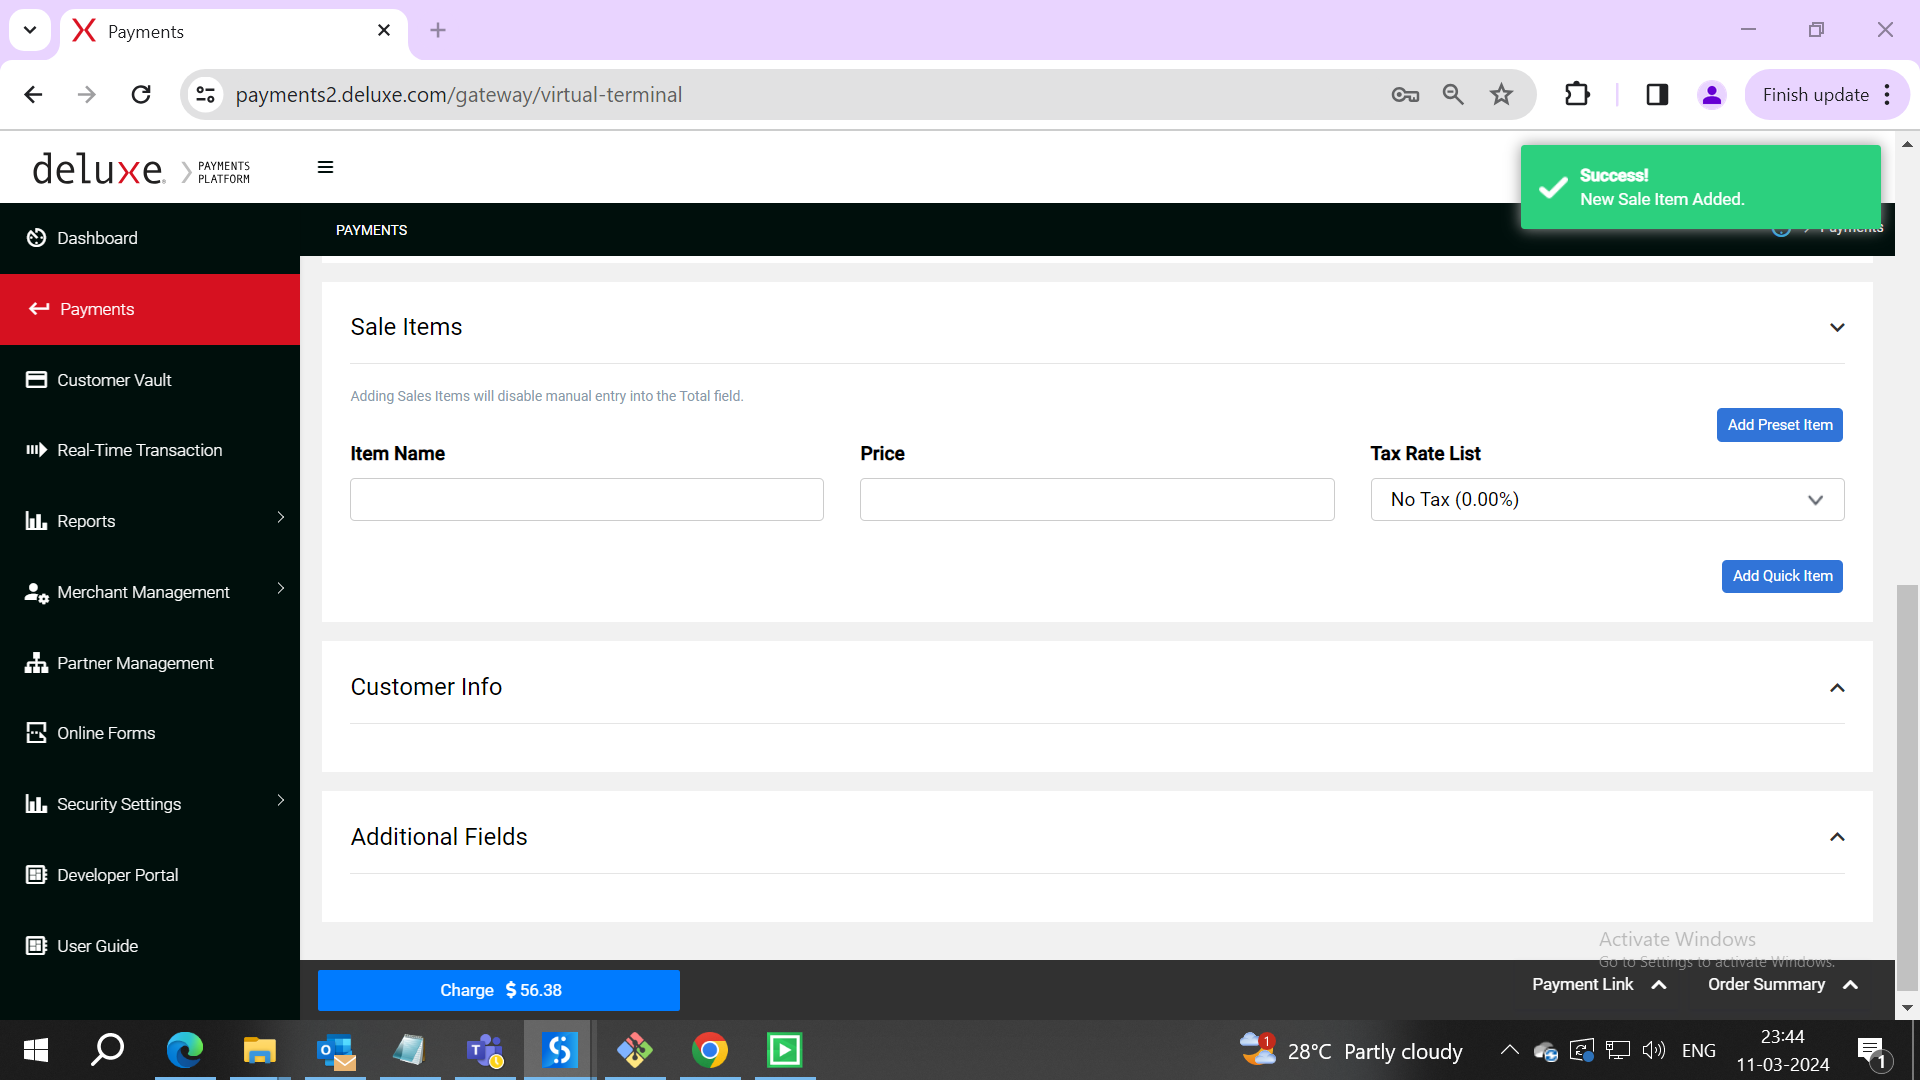 Payments
payments2.deluxe.com/gateway/virtual-terminal
Finish update
deluxe. PAYMENTS PLATFORM
Success!
New Sale Item Added.
PAYMENTS
Payments
Dashboard
Payments
Customer Vault
Real-Time Transaction
Reports
Merchant Management
Partner Management
Online Forms
Security Settings
Developer Portal
User Guide
Sale Items
Adding Sales Items will disable manual entry into the Total field.
Add Preset Item
Item Name
Price
Tax Rate List
No Tax (0.00%)
Add Quick Item
Customer Info
Additional Fields
Activate Windows
Go to Settings to activate Windows.
Charge $ 56.38
Payment Link
Order Summary
1
28°C Partly cloudy
ENG
23:44
11-03-2024
1